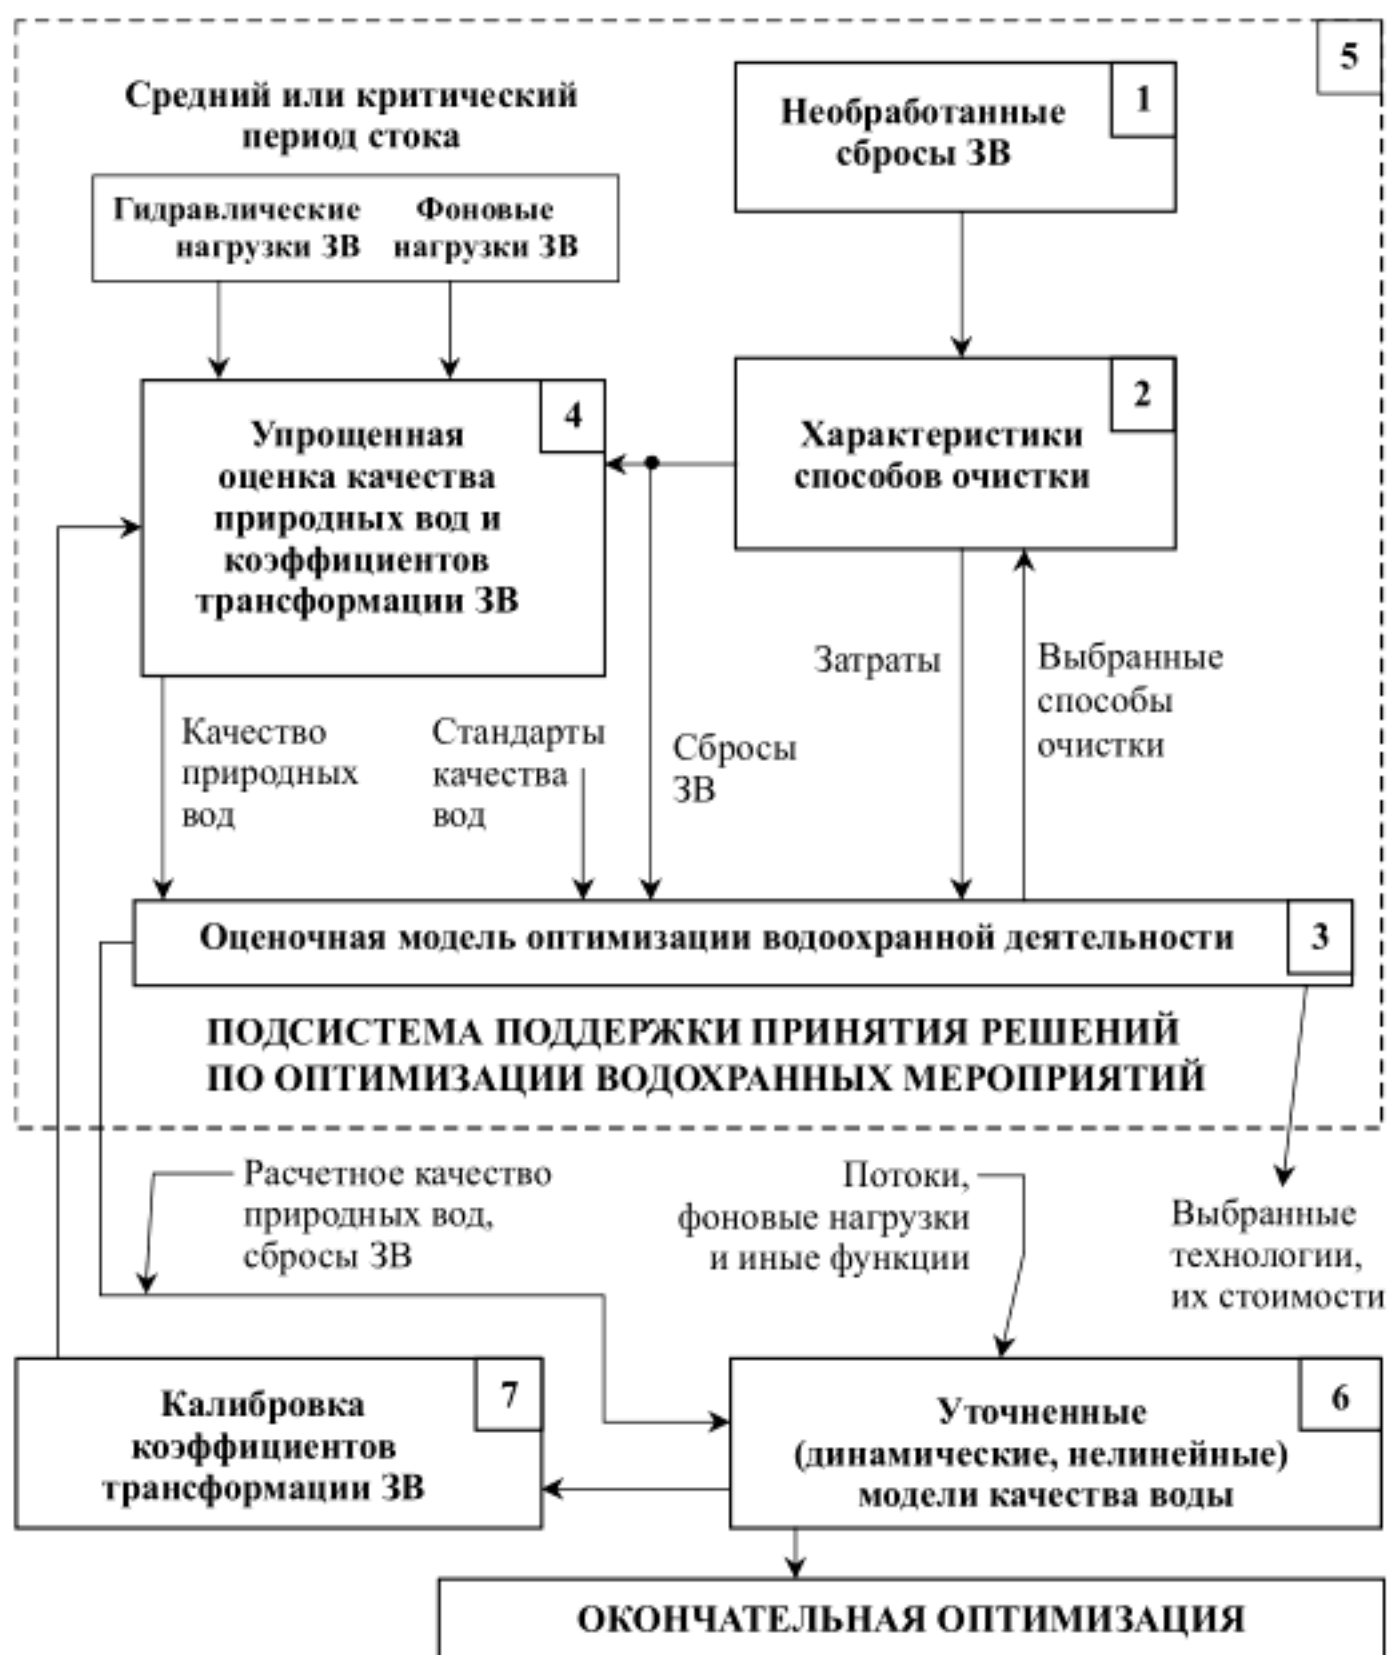 5
Средний или критический
период стока
Гидравлические
нагрузки ЗВ
Фоновые
нагрузки ЗВ
1
Необработанные
сбросы ЗВ
4
Упрощенная
оценка качества
природных вод и
коэффициентов
трансформации ЗВ
2
Характеристики
способов очистки
Качество
природных
вод
Стандарты
качества
вод
Сбросы
ЗВ
Затраты
Выбранные
способы
очистки
Оценочная модель оптимизации водоохранной деятельности
3
ПОДСИСТЕМА ПОДДЕРЖКИ ПРИНЯТИЯ РЕШЕНИЙ
ПО ОПТИМИЗАЦИИ ВОДОХРАННЫХ МЕРОПРИЯТИЙ
Расчетное качество
природных вод,
сбросы ЗВ
Потоки,
фоновые нагрузки
и иные функции
Выбранные
технологии,
их стоимости
7
Калибровка
коэффициентов
трансформации ЗВ
6
Уточненные
(динамические, нелинейные)
модели качества воды
ОКОНЧАТЕЛЬНАЯ ОПТИМИЗАЦИЯ